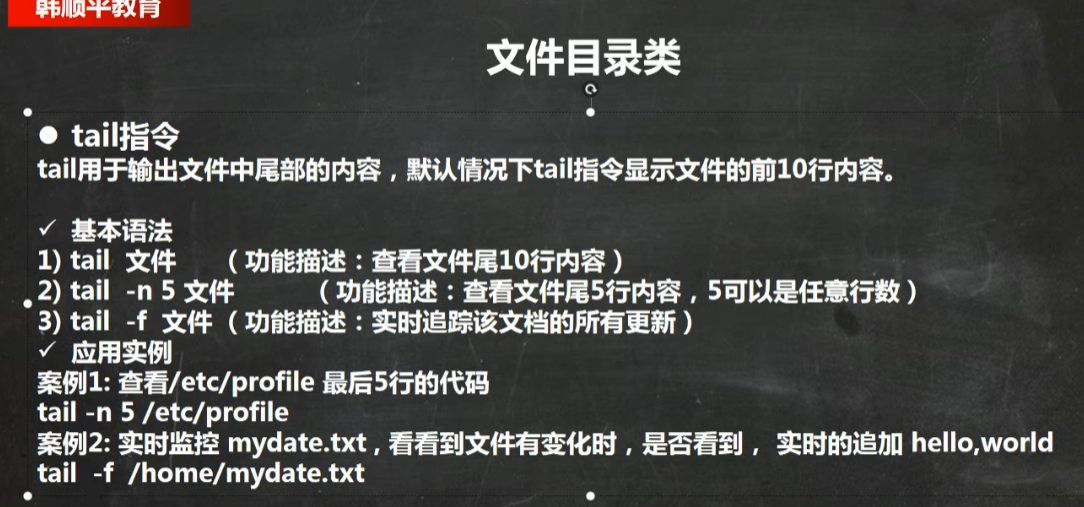 韩顺平教育
文件目录类
● tail指令
tail用于输出文件中尾部的内容，默认情况下tail指令显示文件的前10行内容。
✓ 基本语法
1) tail 文件 （功能描述：查看文件尾10行内容）
2) tail -n 5 文件 （功能描述：查看文件尾5行内容，5可以是任意行数）
3) tail -f 文件（功能描述：实时追踪该文档的所有更新）
✓ 应用实例
案例1: 查看/etc/profile 最后5行的代码
tail -n 5 /etc/profile
案例2: 实时监控 mydate.txt , 看看到文件有变化时，是否看到， 实时的追加 hello,world
tail -f /home/mydate.txt